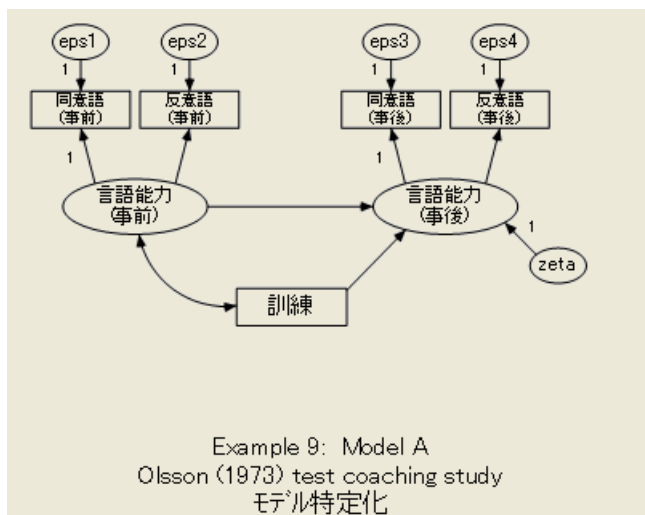 eps1
eps2
eps3
eps4
1
1
1
1
同意語
(事前)
反意語
(事前)
同意語
(事後)
反意語
(事後)
1
1
言語能力
(事前)
言語能力
(事後)
1
zeta
訓練
Example 9: Model A
Olsson (1973) test coaching study
モデル特定化